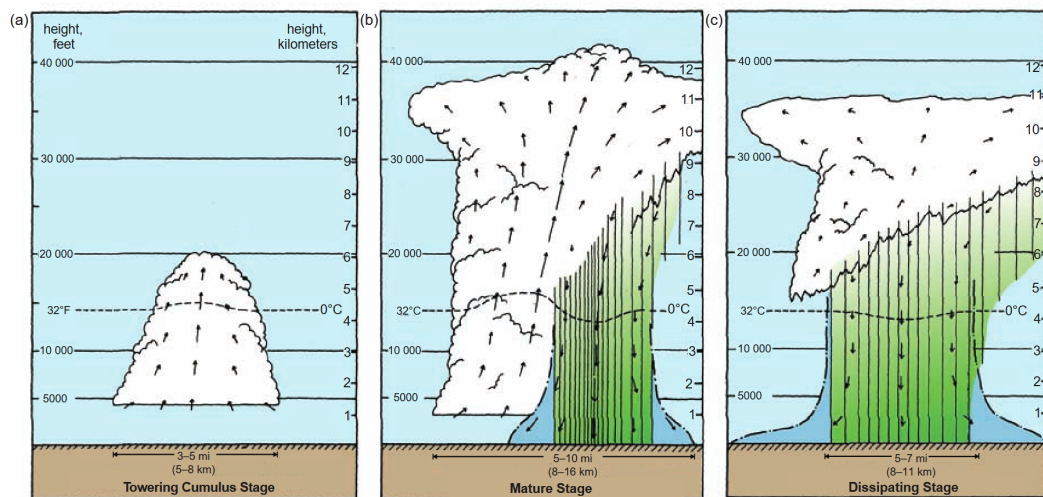 (a)
height,
feet
height,
kilometers
40 000
30 000
20 000
32°F
10 000
5000
12
11
10
9
8
7
6
5
0°C
4
3
2
1
3–5 mi
(5–8 km)
Towering Cumulus Stage
(b)
40 000
30 000
20 000
32°C
10 000
5000
12
11
10
9
8
7
6
5
0°C
4
3
2
1
5–10 mi
(8–16 km)
Mature Stage
(c)
40 000
30 000
20 000
32°C
10 000
5000
12
11
10
9
8
7
6
5
0°C
4
3
2
1
5–7 mi
(8–11 km)
Dissipating Stage